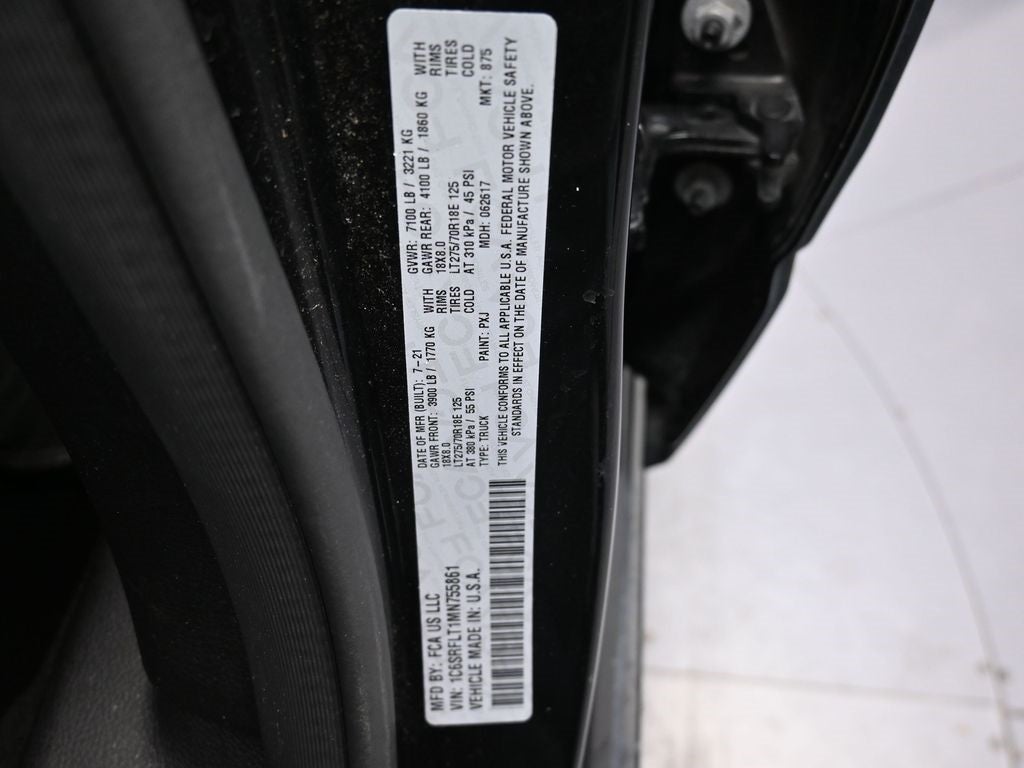 MFD BY: FCA US LLC
VIN: 1C6SRFLT1MN755861
VEHICLE MADE IN: U.S.A.
DATE OF MFR (BUILT): 7-21 GVWR: 7100 LB / 3221 KG
GAWR FRONT: 3900 LB / 1770 KG WITH GAWR REAR: 4100 LB / 1860 KG WITH
18X8.0 RIMS 18X8.0 RIMS
LT275/70R18E 125 TIRES LT275/70R18E 125 TIRES
AT 380 kPa / 55 PSI COLD AT 310 kPa / 45 PSI COLD
TYPE: TRUCK PAINT: PXJ MDH: 062617 MKT: 875
THIS VEHICLE CONFORMS TO ALL APPLICABLE U.S.A. FEDERAL MOTOR VEHICLE SAFETY
STANDARDS IN EFFECT ON THE DATE OF MANUFACTURE SHOWN ABOVE.